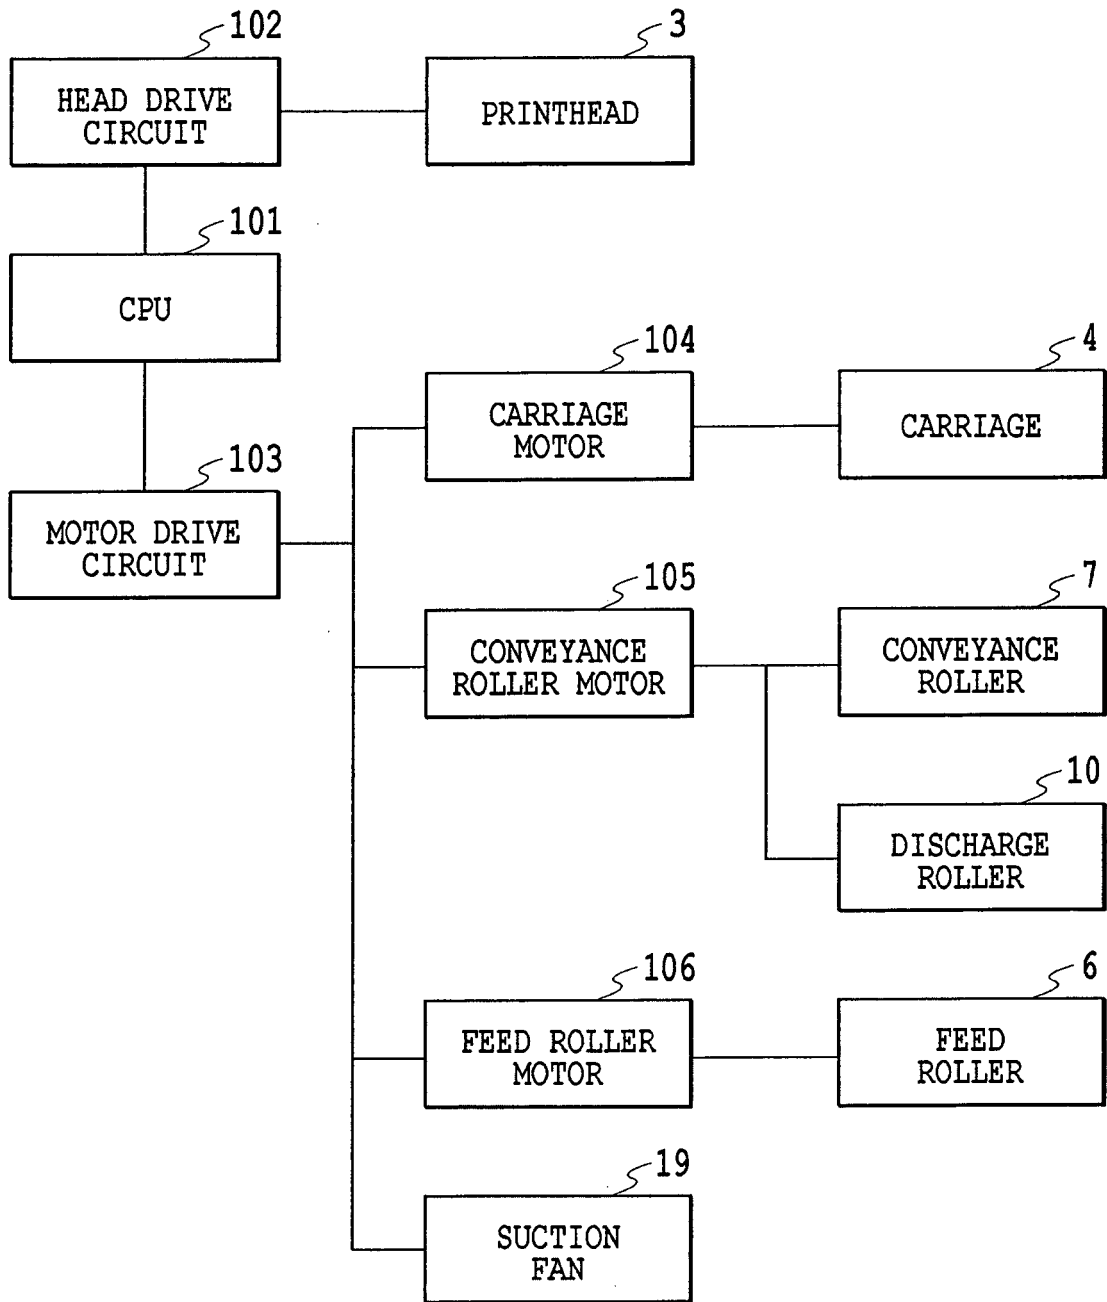 102
HEAD DRIVE
CIRCUIT
3
PRINTHEAD
101
CPU
104
CARRIAGE
MOTOR
4
CARRIAGE
103
MOTOR DRIVE
CIRCUIT
105
CONVEYANCE
ROLLER MOTOR
7
CONVEYANCE
ROLLER
10
DISCHARGE
ROLLER
106
FEED ROLLER
MOTOR
6
FEED
ROLLER
19
SUCTION
FAN